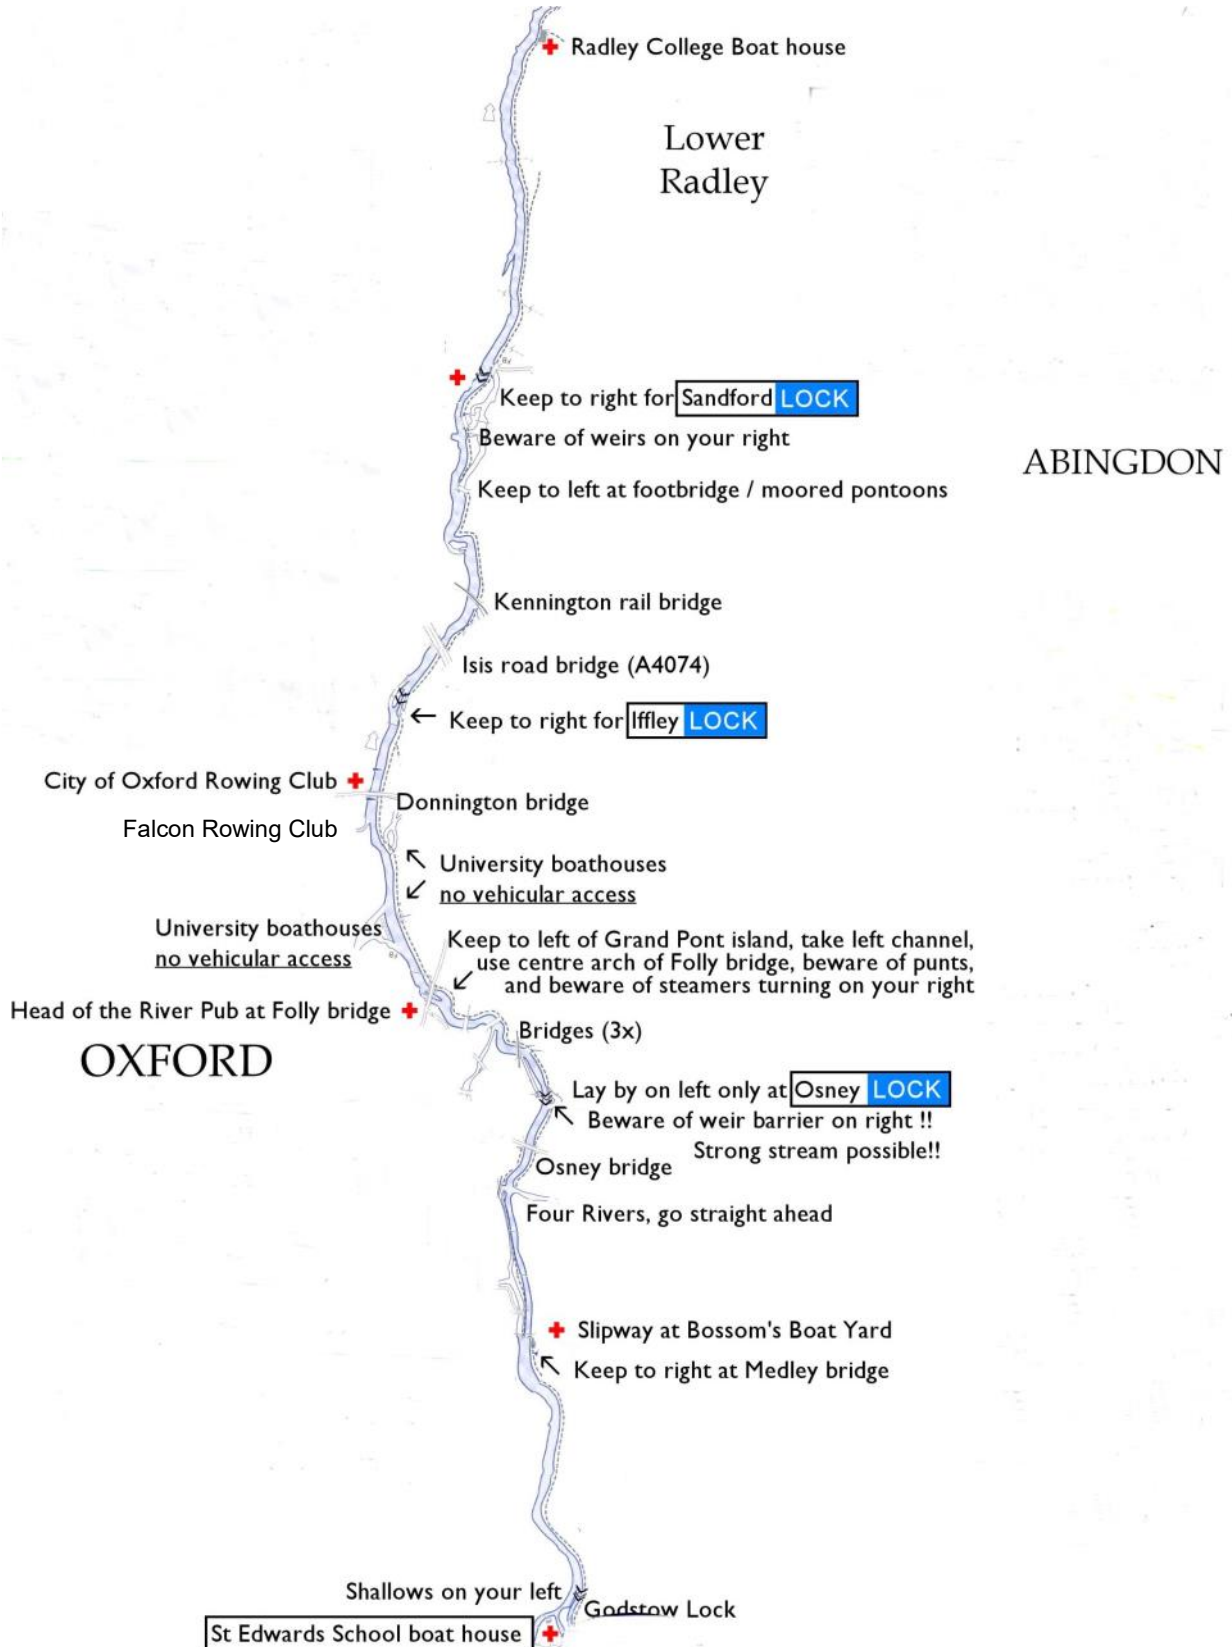 Radley College Boat house
Lower
Radley
Keep to right for Sandford LOCK
Beware of weirs on your right
ABINGDON
Keep to left at footbridge / moored pontoons
Kennington rail bridge
Isis road bridge (A4074)
Keep to right for Iffley LOCK
City of Oxford Rowing Club
Donnington bridge
Falcon Rowing Club
University boathouses
no vehicular access
University boathouses
no vehicular access
Keep to left of Grand Pont island, take left channel,
use centre arch of Folly bridge, beware of punts,
and beware of steamers turning on your right
Head of the River Pub at Folly bridge
Bridges (3x)
OXFORD
Lay by on left only at Osney LOCK
Beware of weir barrier on right !!
Strong stream possible!!
Osney bridge
Four Rivers, go straight ahead
Slipway at Bossom's Boat Yard
Keep to right at Medley bridge
Shallows on your left
Godstow Lock
St Edwards School boat house